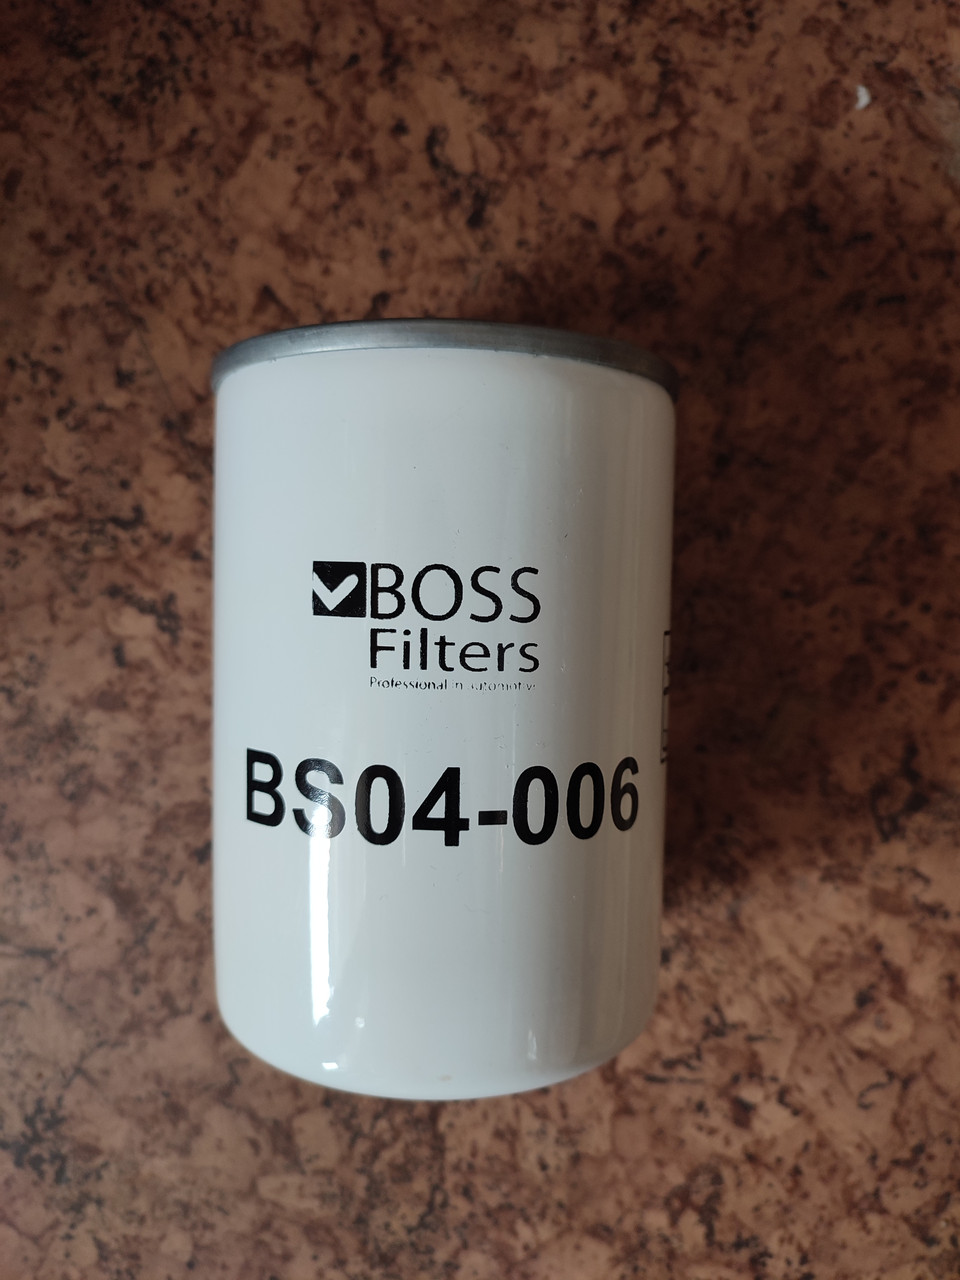 BOSS
Filters
Professional in automotive
BS04-006